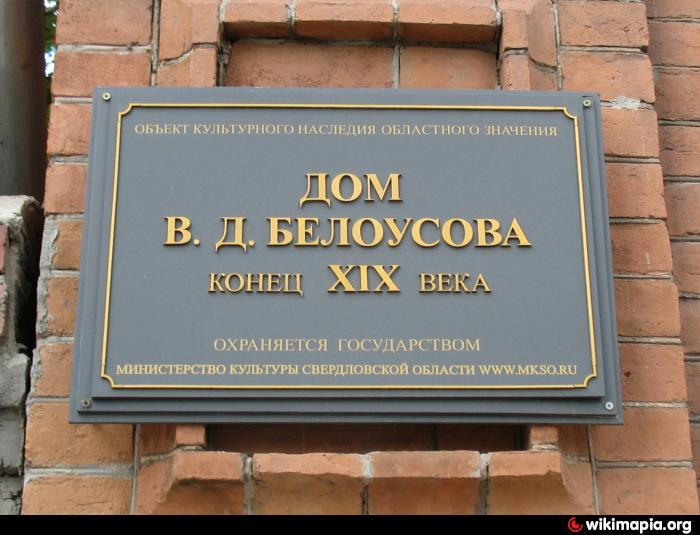 ОБЪЕКТ КУЛЬТУРНОГО НАСЛЕДИЯ ОБЛАСТНОГО ЗНАЧЕНИЯ
ДОМ
В. Д. БЕЛОУСОВА
КОНЕЦ XIX ВЕКА
ОХРАНЯЕТСЯ ГОСУДАРСТВОМ
МИНИСТЕРСТВО КУЛЬТУРЫ СВЕРДЛОВСКОЙ ОБЛАСТИ WWW.MKSO.RU
wikimapia.org